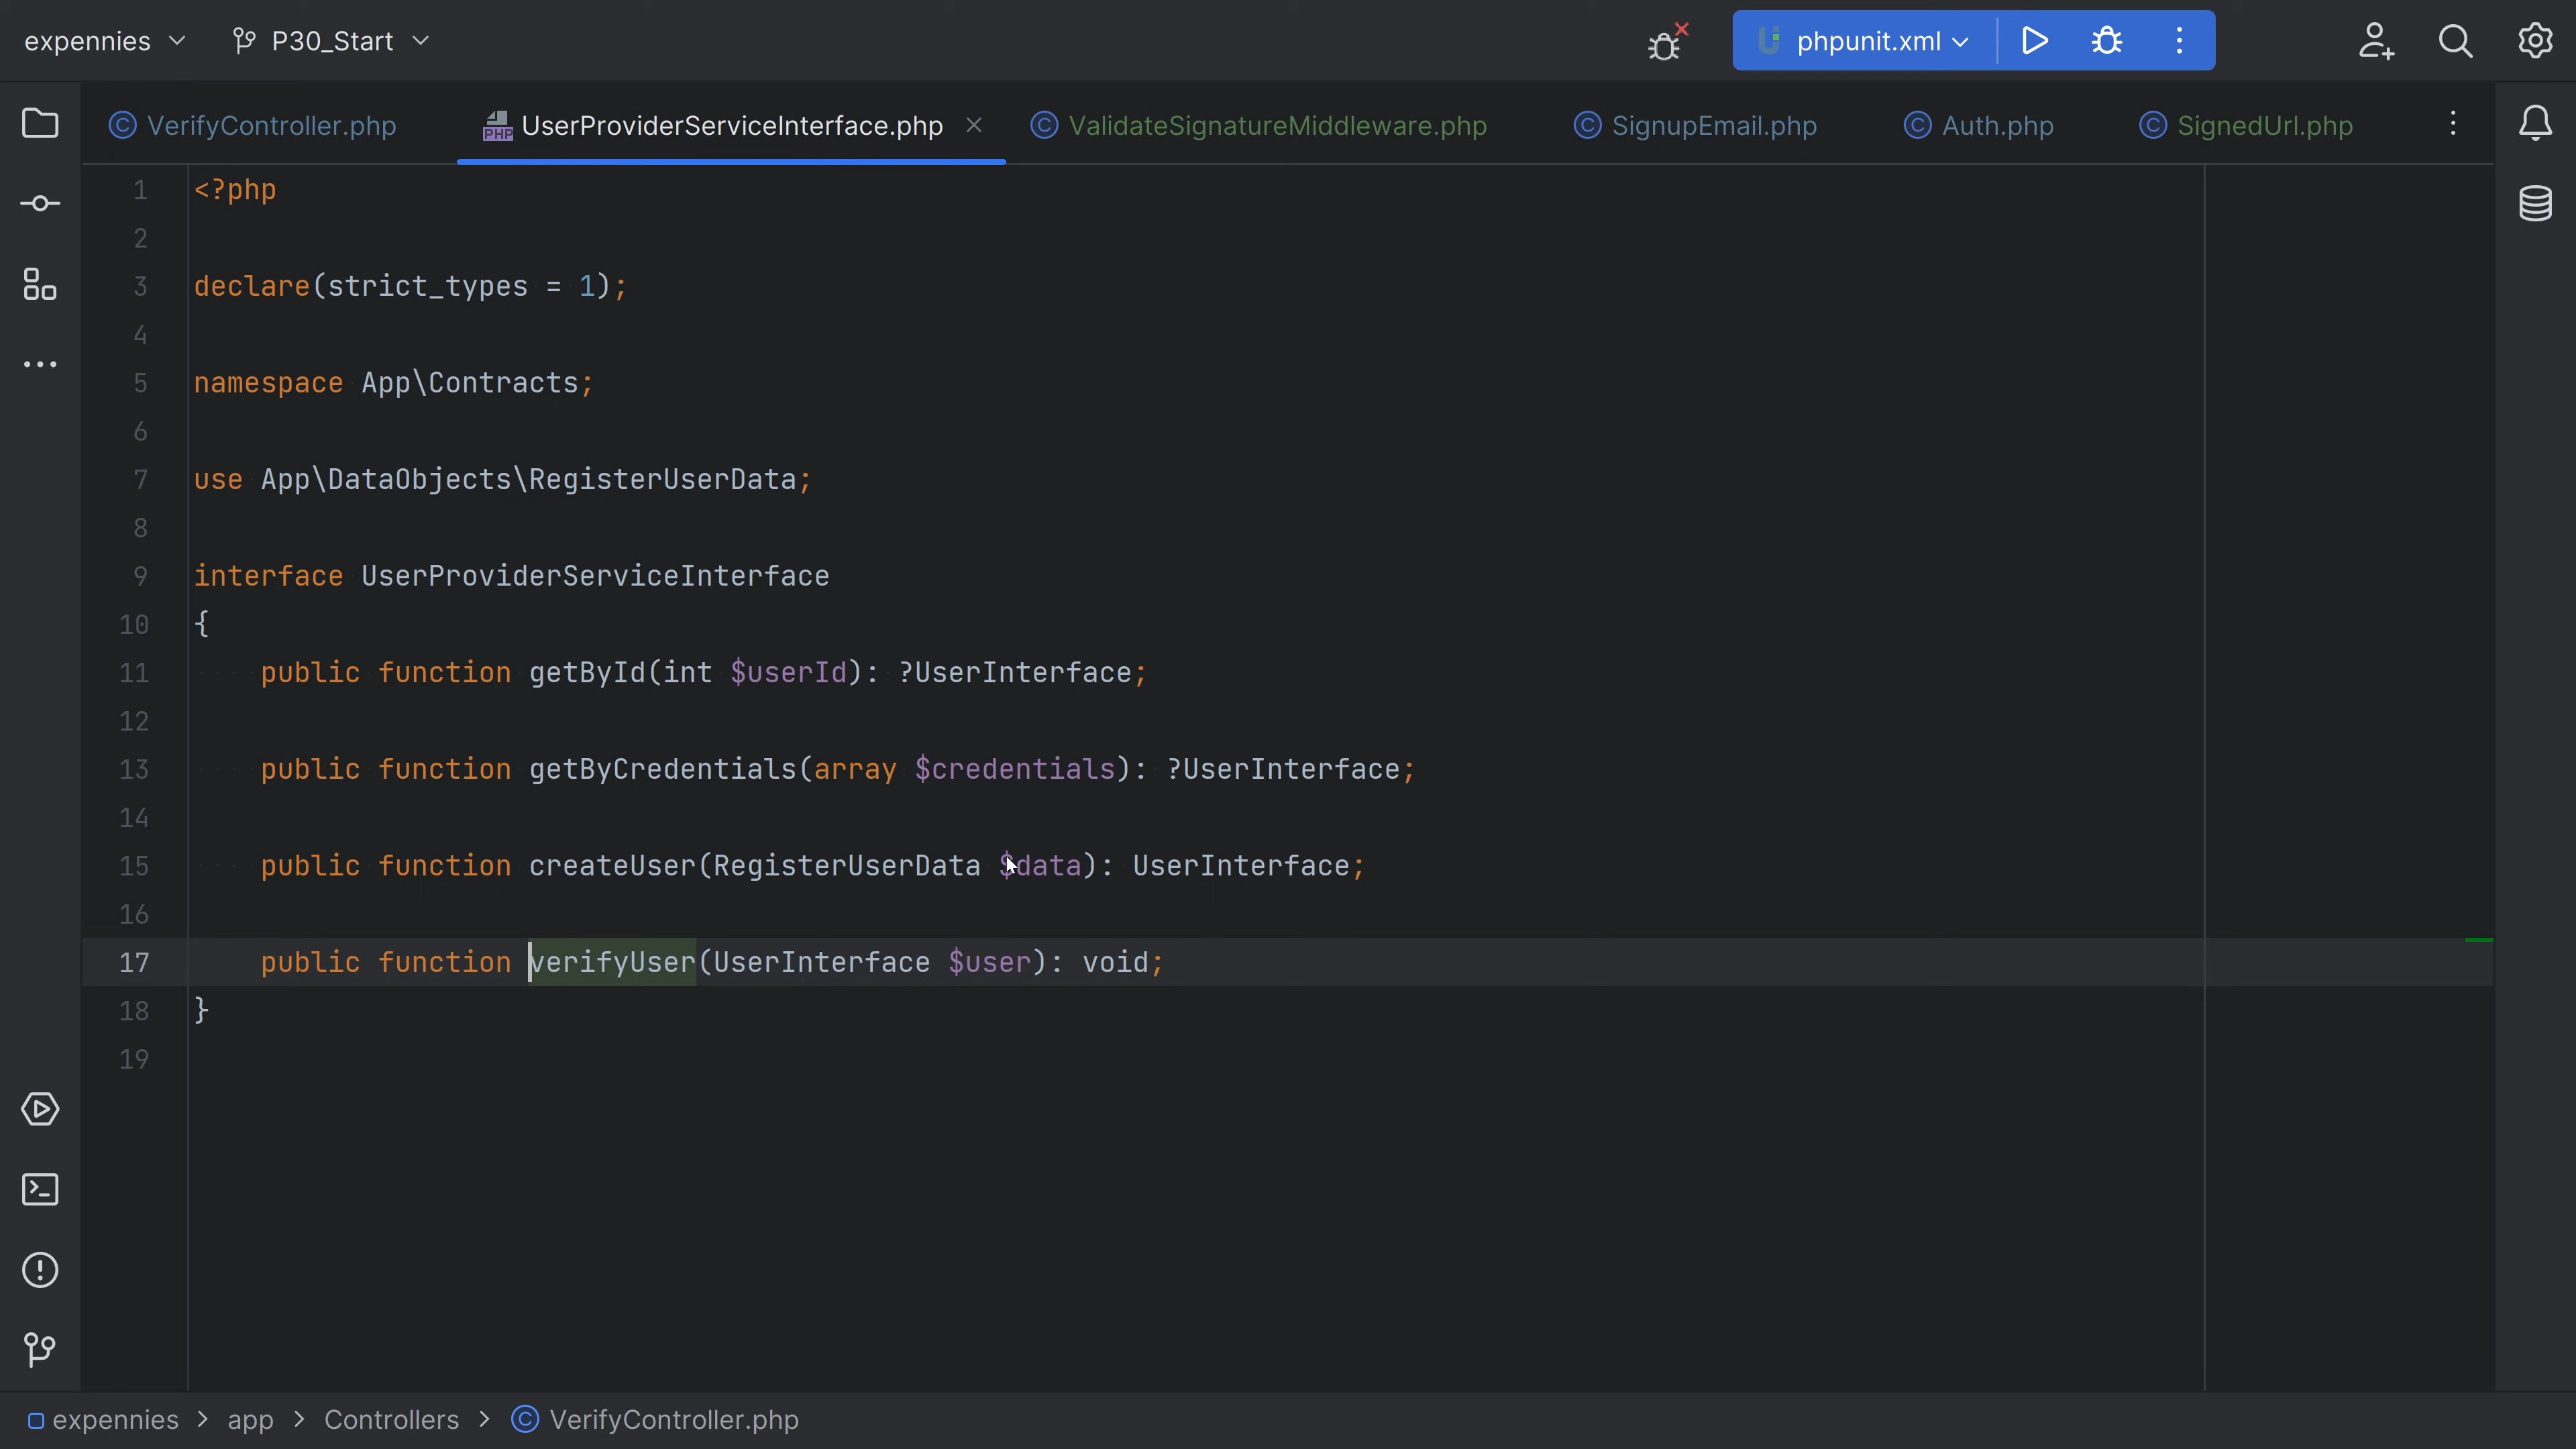 expennies P30_Start phpunit.xml
VerifyController.php UserProviderServiceInterface.php ValidateSignatureMiddleware.php SignupEmail.php Auth.php SignedUrl.php
1 <?php
2
3 declare(strict_types = 1);
4
5 namespace App\Contracts;
6
7 use App\DataObjects\RegisterUserData;
8
9 interface UserProviderServiceInterface
10 {
11 public function getById(int $userId): ?UserInterface;
12
13 public function getByCredentials(array $credentials): ?UserInterface;
14
15 public function createUser(RegisterUserData $data): UserInterface;
16
17 public function verifyUser(UserInterface $user): void;
18 }
19
expennies > app > Controllers > VerifyController.php